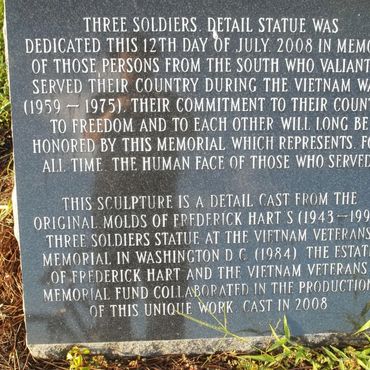 THREE SOLDIERS. DETAIL STATUE WAS
DEDICATED THIS 12TH DAY OF JULY. 2008 IN MEMO
OF THOSE PERSONS FROM THE SOUTH WHO VALIANT
SERVED THEIR COUNTRY DURING THE VIETNAM WA
(1959 – 1975). THEIR COMMITMENT TO THEIR COUNT
TO FREEDOM AND TO EACH OTHER WILL LONG BE
HONORED BY THIS MEMORIAL WHICH REPRESENTS. FO
ALL TIME. THE HUMAN FACE OF THOSE WHO SERVED
THIS SCULPTURE IS A DETAIL CAST FROM THE
ORIGINAL MOLDS OF FREDERICK HART S (1943–199
THREE SOLDIERS STATUE AT THE VIETNAM VETERANS
MEMORIAL IN WASHINGTON D C. (1984). THE ESTAT
OF FREDERICK HART AND THE VIETNAM VETERANS
MEMORIAL FUND COLLABORATED IN THE PRODUCTION
OF THIS UNIQUE WORK. CAST IN 2008